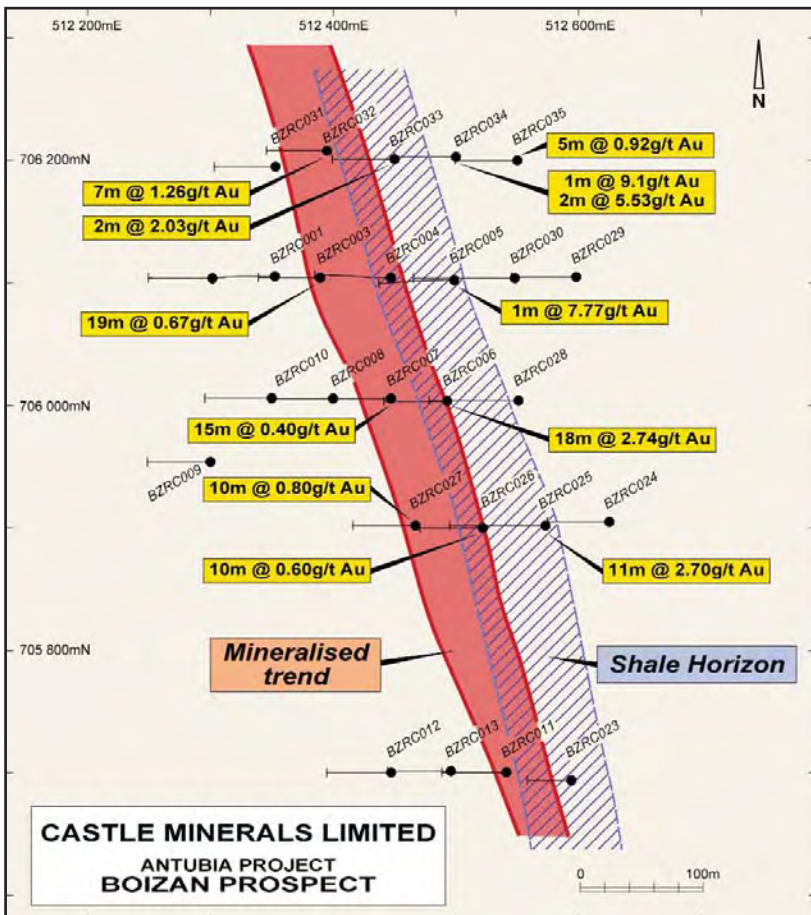 512 200mE
512 400mE
512 600mE
N
BZRC031
BZRC032
BZRC033
BZRC034
BZRC035
5m @ 0.92g/t Au
706 200mN
7m @ 1.26g/t Au
1m @ 9.1g/t Au
2m @ 5.53g/t Au
2m @ 2.03g/t Au
BZRC001
BZRC003
BZRC004
BZRC005
BZRC030
BZRC029
19m @ 0.67g/t Au
1m @ 7.77g/t Au
BZRC010
BZRC008
BZRC007
BZRC006
BZRC028
706 000mN
15m @ 0.40g/t Au
18m @ 2.74g/t Au
BZRC009
10m @ 0.80g/t Au
BZRC027
BZRC026
BZRC025
BZRC024
10m @ 0.60g/t Au
11m @ 2.70g/t Au
705 800mN
Mineralised
trend
Shale Horizon
BZRC012
BZRC013
BZRC011
BZRC023
CASTLE MINERALS LIMITED
ANTUBIA PROJECT
BOIZAN PROSPECT
0
100m